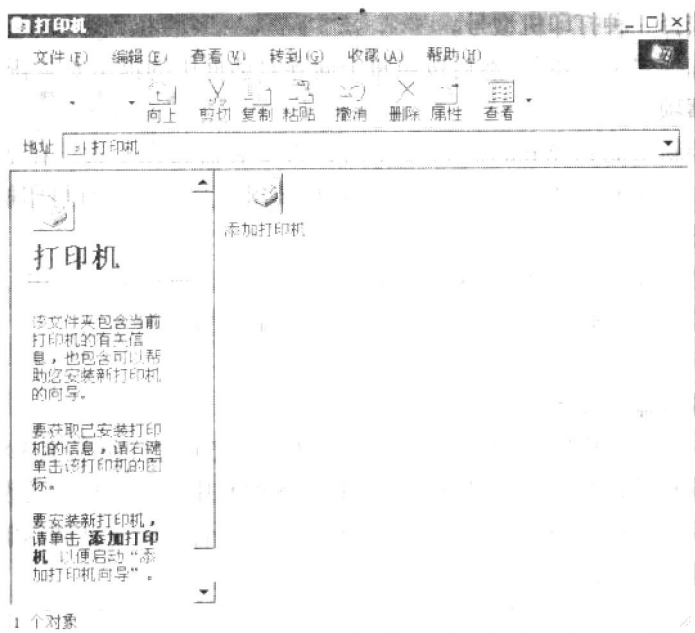 打印机
文件(F) 编辑(E) 查看(V) 转到(G) 收藏(A) 帮助(H)
向上 剪切 复制 粘贴 撤消 删除 属性 查看
地址 打印机
添加打印机
打印机
该文件夹包含当前
打印机的有关信
息，也包含可以帮
助您安装新打印机
的向导。
要获取已安装打印
机的信息，请右键
单击该打印机的图
标。
要安装新打印机，
请单击 添加打印
机 以便启动“添
加打印机向导”。
1 个对象